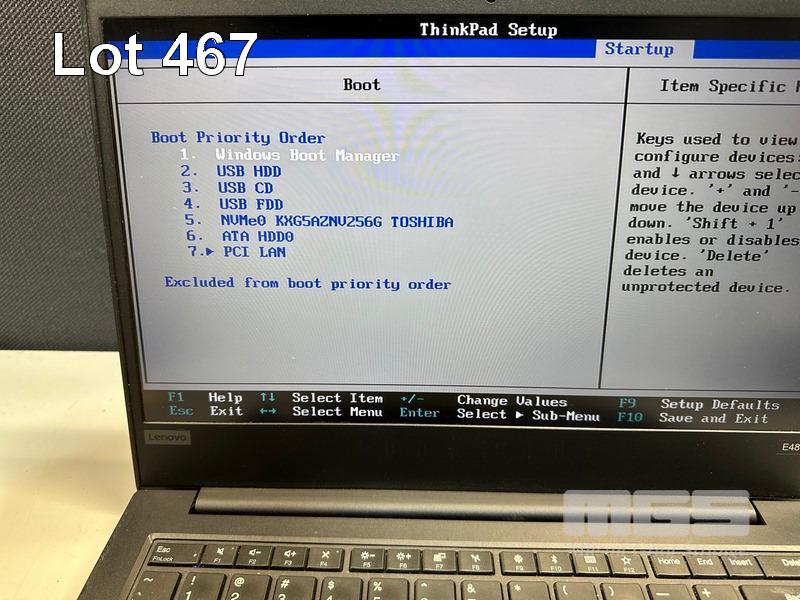 Lot 467
ThinkPad Setup
Startup
Boot
Item Specific
Boot Priority Order
1. Windows Boot Manager
2. USB HDD
3. USB CD
4. USB FDD
5. NVMe0 KXG5AZNV256G TOSHIBA
6. ATA HDD0
7.▶ PCI LAN
Excluded from boot priority order
Keys used to view
configure devices:
and ↓ arrows selec
device. '+' and '-
move the device up
down. 'Shift + 1'
enables or disables
device. 'Delete'
deletes an
unprotected device.
F1 Help ↑↓ Select Item +/- Change Values F9 Setup Defaults
Esc Exit ←→ Select Menu Enter Select ▶ Sub-Menu F10 Save and Exit
Lenovo
E48
MGS
Esc
FnLock
F1 F2 F3 F4 F5 F6 F7 F8 F9 F10 F11 F12
Home End Insert
~ ! @ # $ % & * ( )